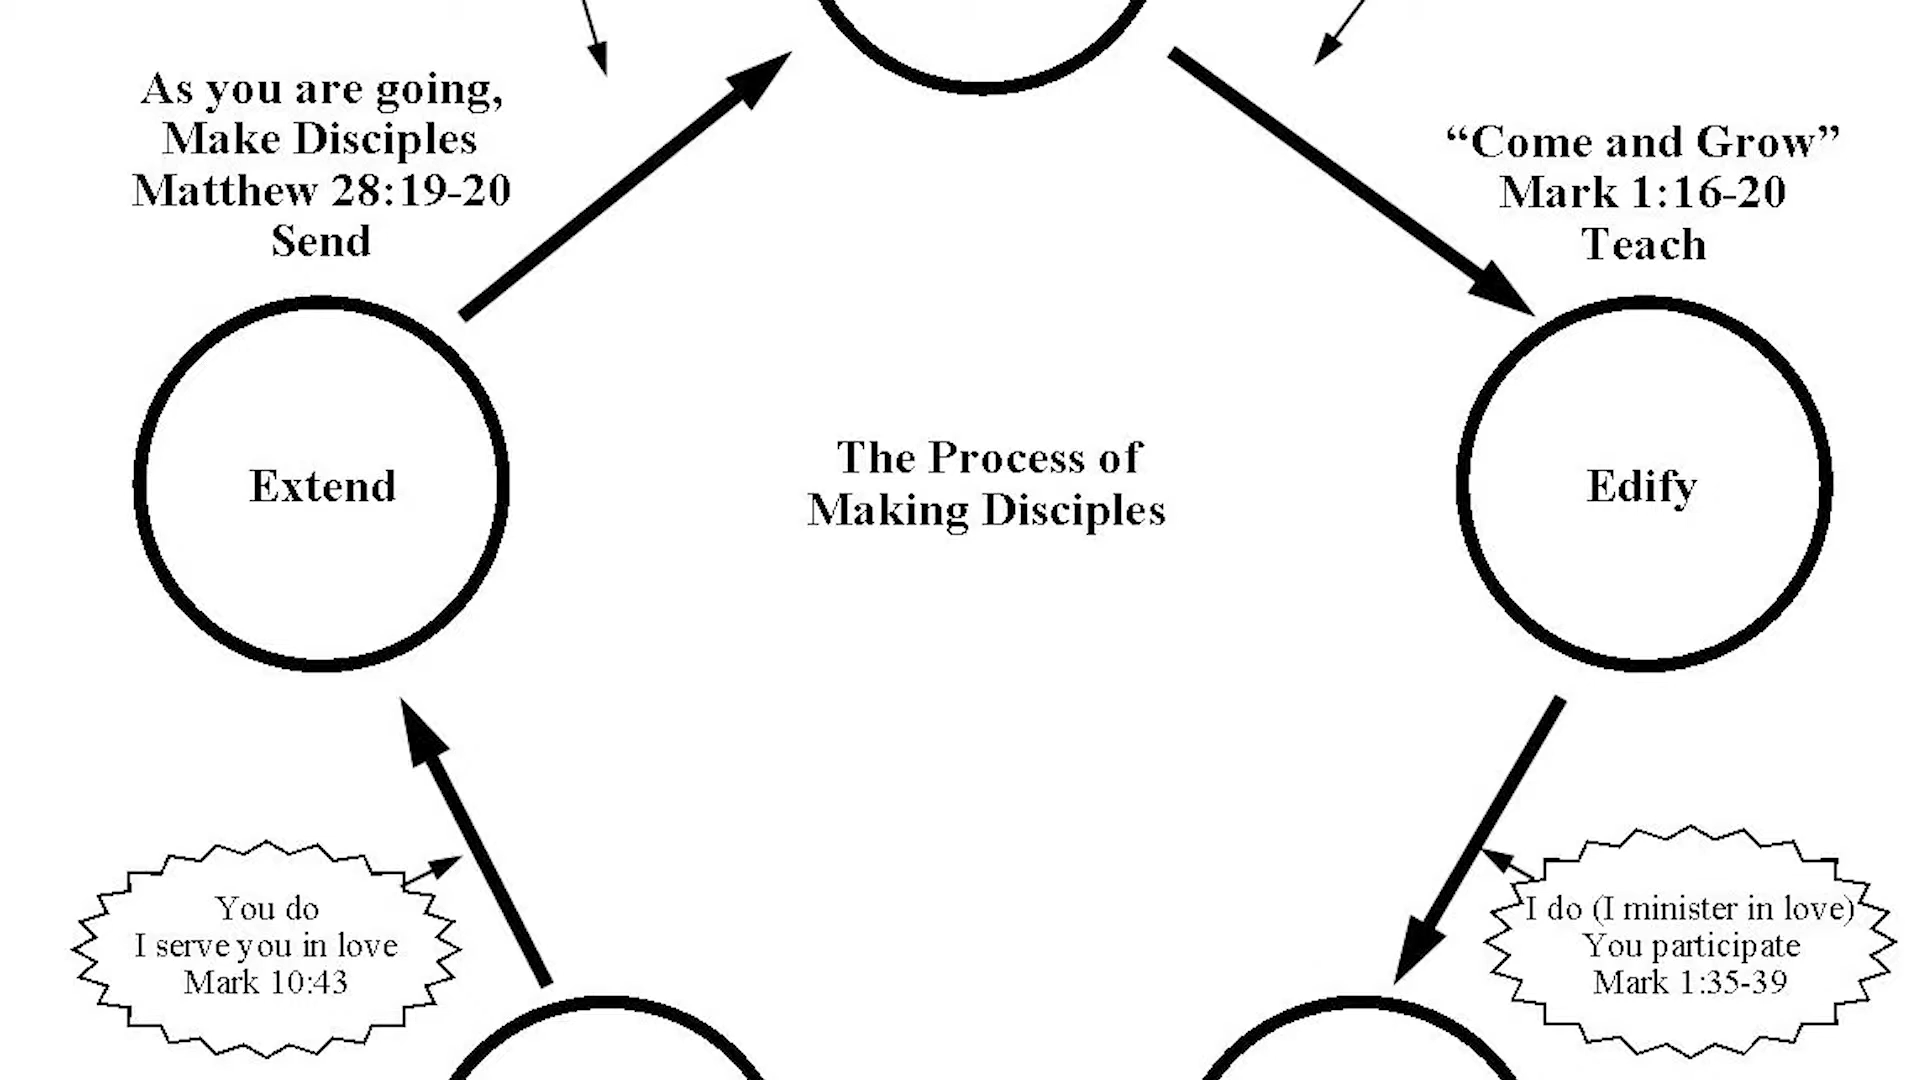 As you are going,
Make Disciples
Matthew 28:19-20
Send
“Come and Grow”
Mark 1:16-20
Teach
Extend
The Process of
Making Disciples
Edify
You do
I serve you in love
Mark 10:43
I do (I minister in love)
You participate
Mark 1:35-39